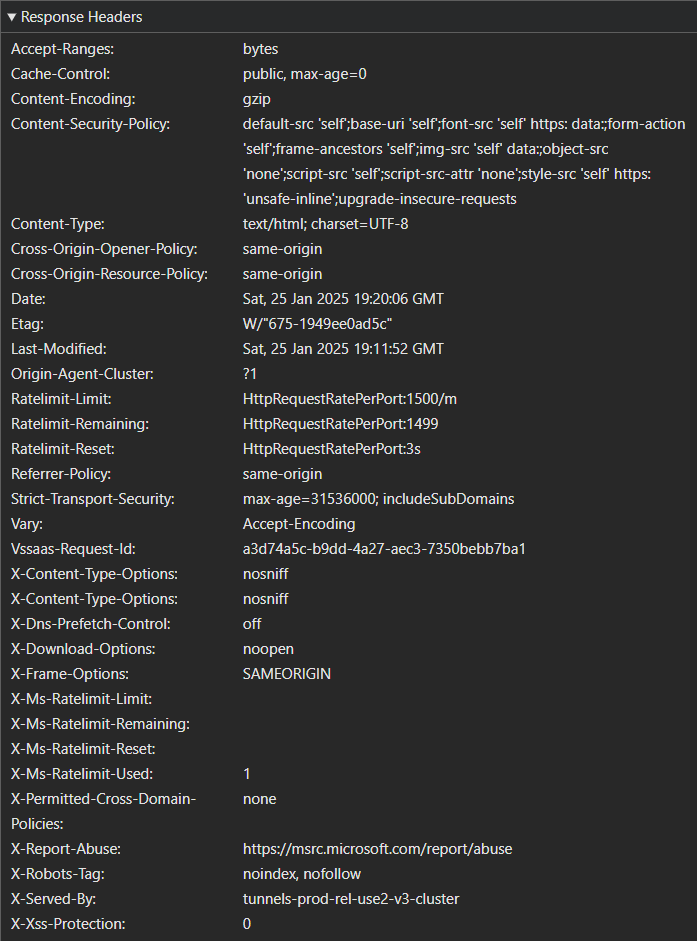 Response Headers
Accept-Ranges: bytes
Cache-Control: public, max-age=0
Content-Encoding: gzip
Content-Security-Policy: default-src 'self';base-uri 'self';font-src 'self' https: data:;form-action
'self';frame-ancestors 'self';img-src 'self' data:;object-src
'none';script-src 'self';script-src-attr 'none';style-src 'self' https:
'unsafe-inline';upgrade-insecure-requests
Content-Type: text/html; charset=UTF-8
Cross-Origin-Opener-Policy: same-origin
Cross-Origin-Resource-Policy: same-origin
Date: Sat, 25 Jan 2025 19:20:06 GMT
Etag: W/"675-1949ee0ad5c"
Last-Modified: Sat, 25 Jan 2025 19:11:52 GMT
Origin-Agent-Cluster: ?1
Ratelimit-Limit: HttpRequestRatePerPort:1500/m
Ratelimit-Remaining: HttpRequestRatePerPort:1499
Ratelimit-Reset: HttpRequestRatePerPort:3s
Referrer-Policy: same-origin
Strict-Transport-Security: max-age=31536000; includeSubDomains
Vary: Accept-Encoding
Vssaas-Request-Id: a3d74a5c-b9dd-4a27-aec3-7350bebb7ba1
X-Content-Type-Options: nosniff
X-Content-Type-Options: nosniff
X-Dns-Prefetch-Control: off
X-Download-Options: noopen
X-Frame-Options: SAMEORIGIN
X-Ms-Ratelimit-Limit:
X-Ms-Ratelimit-Remaining:
X-Ms-Ratelimit-Reset:
X-Ms-Ratelimit-Used: 1
X-Permitted-Cross-Domain- none
Policies:
X-Report-Abuse: https://msrc.microsoft.com/report/abuse
X-Robots-Tag: noindex, nofollow
X-Served-By: tunnels-prod-rel-use2-v3-cluster
X-Xss-Protection: 0